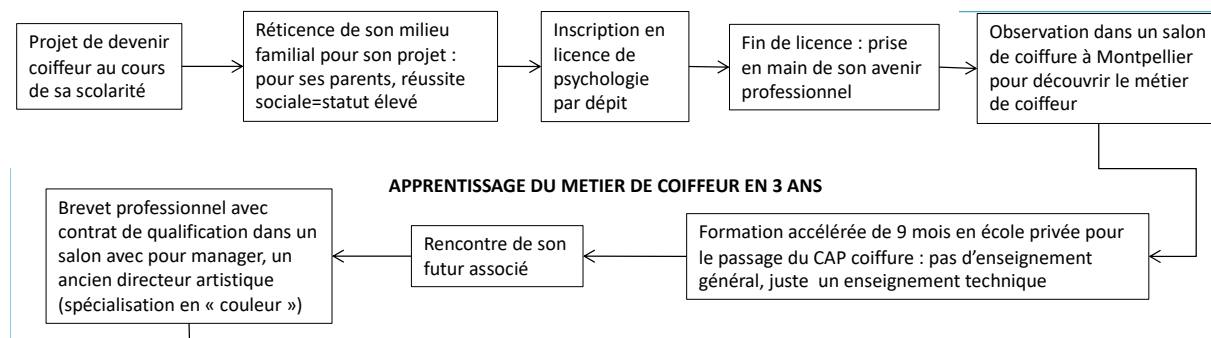 Projet de devenir
coiffeur au cours
de sa scolarité
Réticence de son milieu
familial pour son projet :
pour ses parents, réussite
sociale=statut élevé
Inscription en
licence de
psychologie
par dépit
Fin de licence : prise
en main de son avenir
professionnel
Observation dans un salon
de coiffure à Montpellier
pour découvrir le métier
de coiffeur
APPRENTISSAGE DU METIER DE COIFFEUR EN 3 ANS
Formation accélérée de 9 mois en école privée pour
le passage du CAP coiffure : pas d’enseignement
général, juste un enseignement technique
Rencontre de son
futur associé
Brevet professionnel avec
contrat de qualification dans un
salon avec pour manager, un
ancien directeur artistique
(spécialisation en « couleur »)